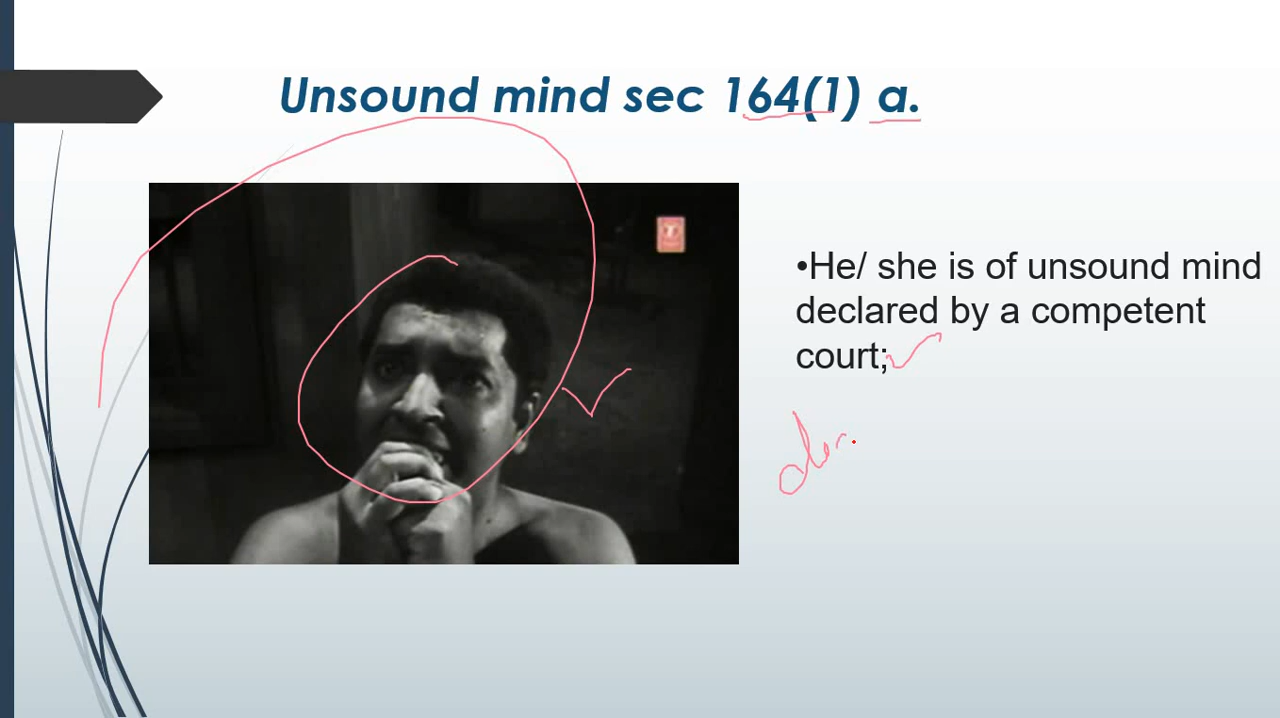 Unsound mind sec 164(1) a.
•He/ she is of unsound mind
declared by a competent
court;